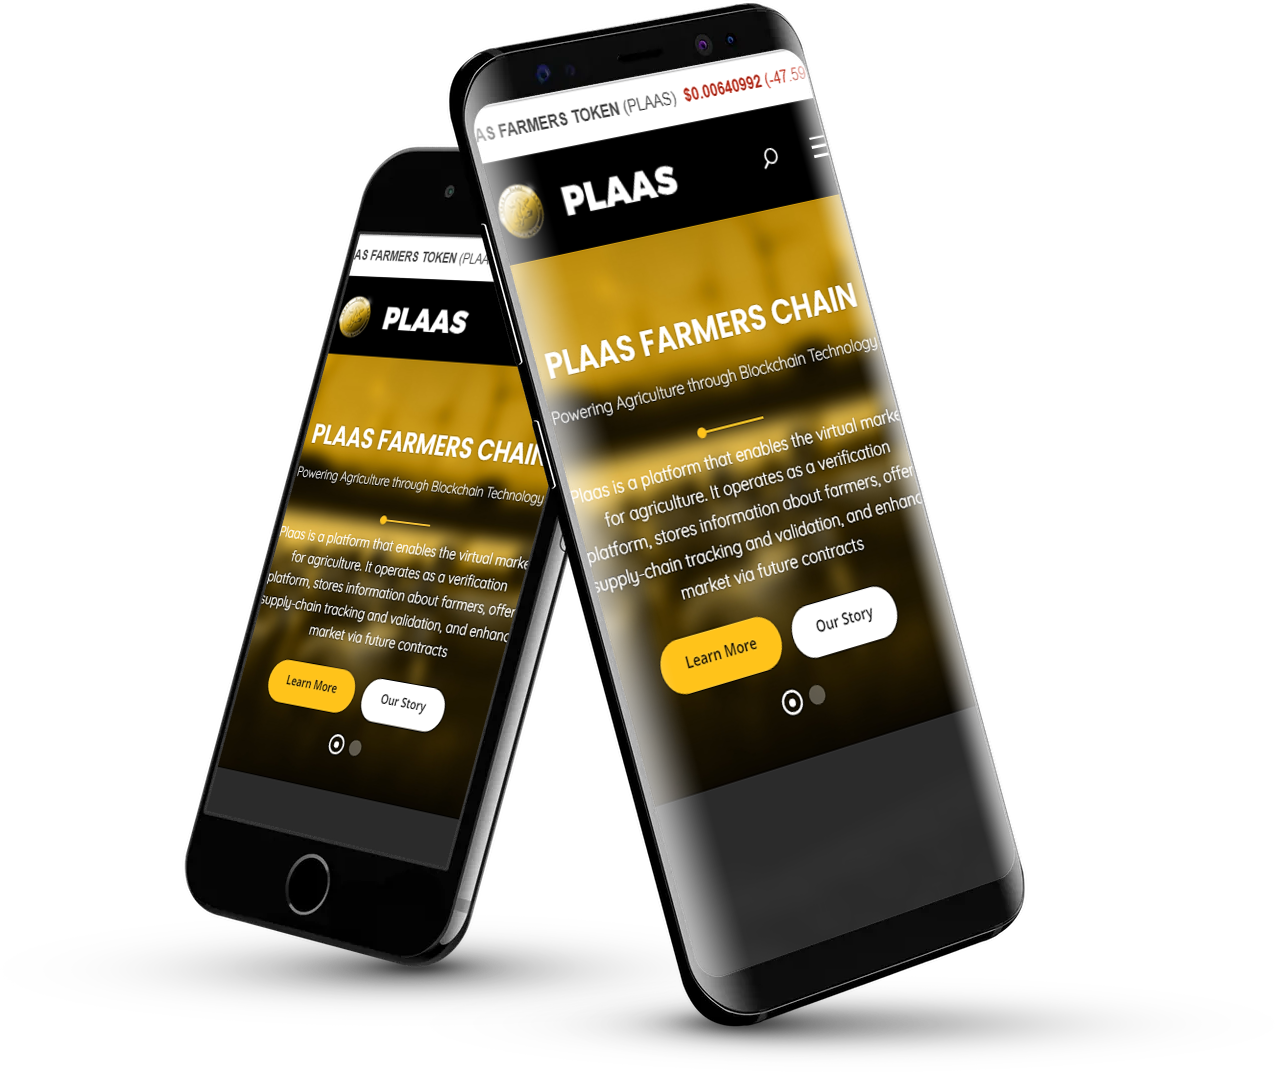 AS FARMERS TOKEN (PLAAS) $0.00640992 (-47.59
PLAAS
PLAAS FARMERS CHAIN
Powering Agriculture through Blockchain Technology
Plaas is a platform that enables the virtual marke
for agriculture. It operates as a verification
platform, stores information about farmers, offer
supply-chain tracking and validation, and enhanc
market via future contracts
Learn More
Our Story
AS FARMERS TOKEN (PLAA
PLAAS
PLAAS FARMERS CHAIN
Powering Agriculture through Blockchain Technology
Plaas is a platform that enables the virtual marke
for agriculture. It operates as a verification
platform, stores information about farmers, offer
supply-chain tracking and validation, and enhanc
market via future contracts
Learn More
Our Story